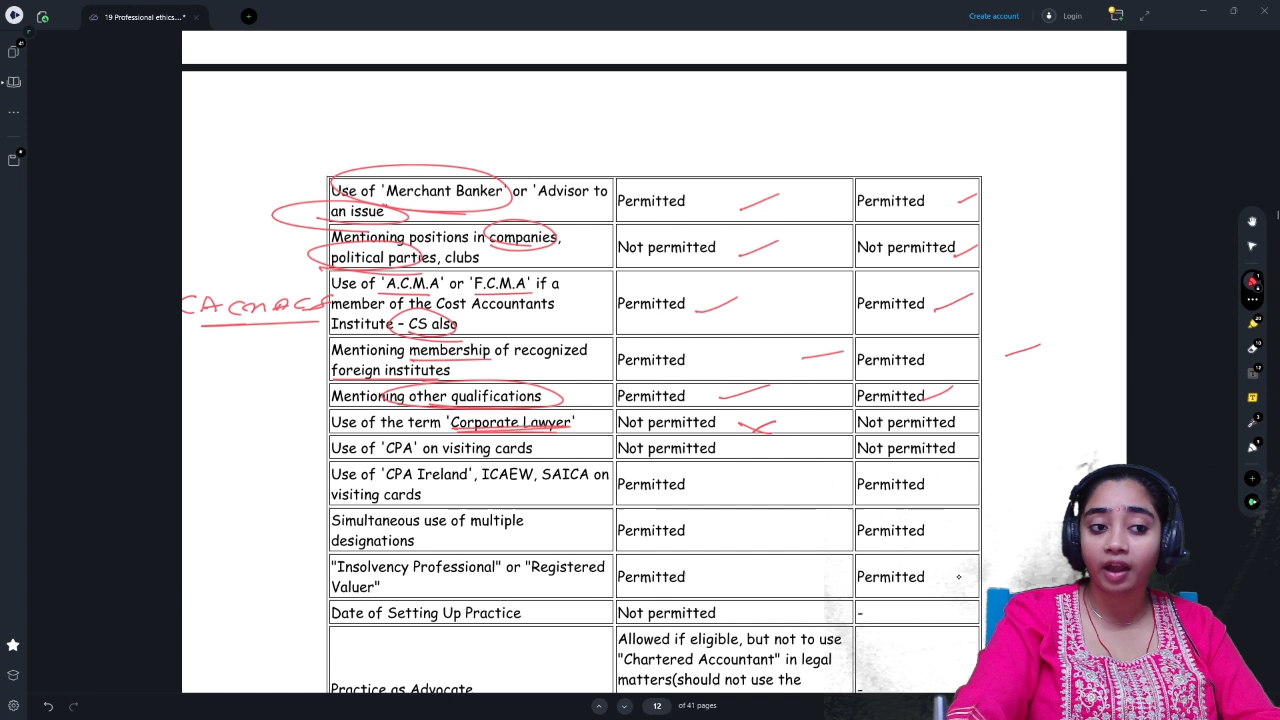 19 Professional ethics....*
Create account
Login
Use of 'Merchant Banker' or 'Advisor to
an issue"
Permitted
Permitted
Mentioning positions in companies,
political parties, clubs
Not permitted
Not permitted
CA CMA CS
Use of 'A.C.M.A' or 'F.C.M.A' if a
member of the Cost Accountants
Institute - CS also
Permitted
Permitted
Mentioning membership of recognized
foreign institutes
Permitted
Permitted
Mentioning other qualifications
Permitted
Permitted
Use of the term 'Corporate Lawyer'
Not permitted
Not permitted
Use of 'CPA' on visiting cards
Not permitted
Not permitted
Use of 'CPA Ireland', ICAEW, SAICA on
visiting cards
Permitted
Permitted
Simultaneous use of multiple
designations
Permitted
Permitted
"Insolvency Professional" or "Registered
Valuer"
Permitted
Permitted
Date of Setting Up Practice
Not permitted
-
Practice as Advocate
Allowed if eligible, but not to use
"Chartered Accountant" in legal
matters(should not use the
-
12
of 41 pages